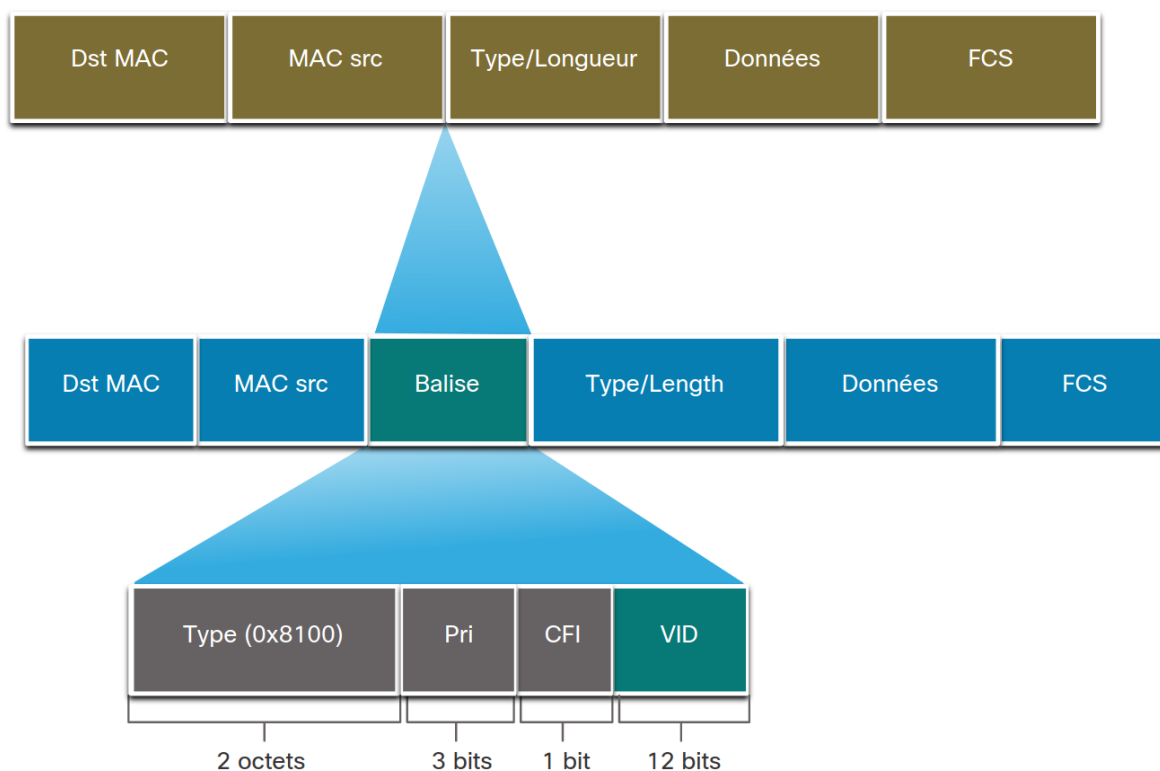 Dst MAC
MAC src
Type/Longueur
Données
FCS
Dst MAC
MAC src
Balise
Type/Length
Données
FCS
Type (0x8100)
Pri
CFI
VID
2 octets
3 bits
1 bit
12 bits